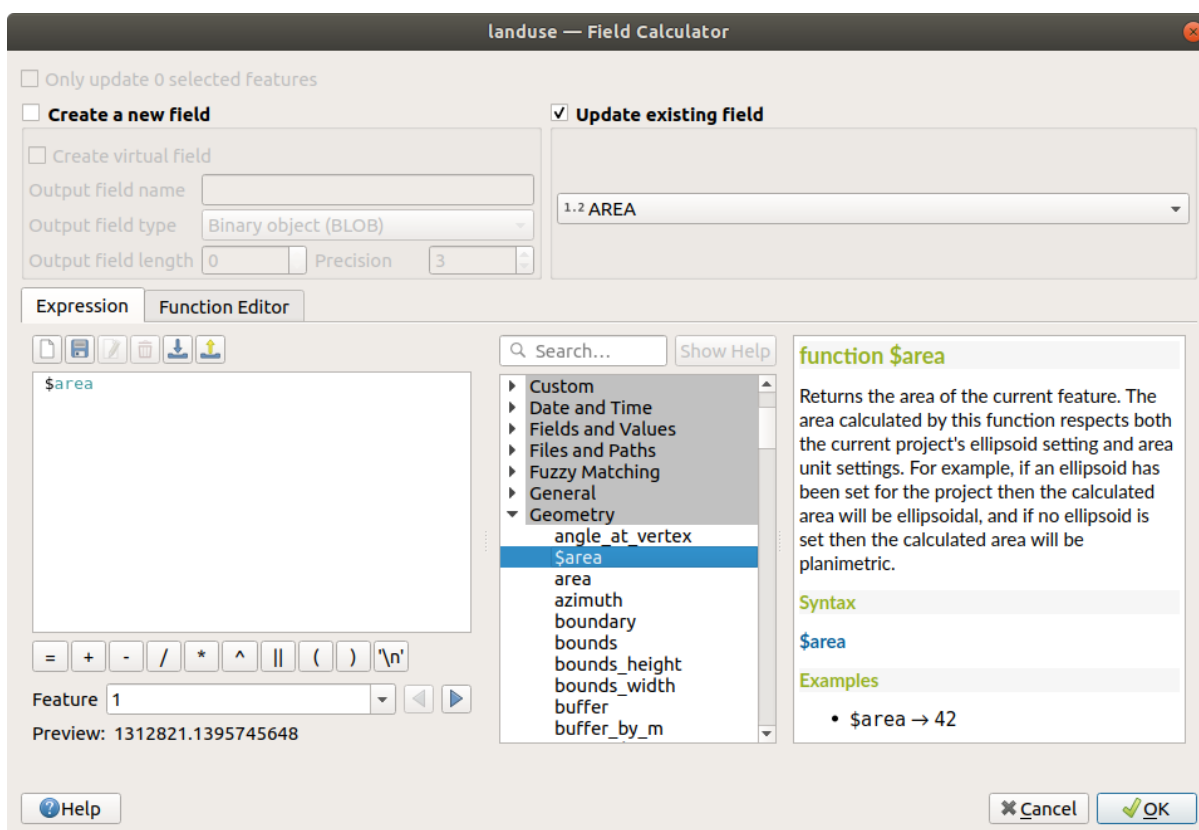 landuse — Field Calculator
Only update 0 selected features
Create a new field
Update existing field
Create virtual field
Output field name
1.2 AREA
Output field type Binary object (BLOB)
Output field length 0 Precision 3
Expression Function Editor
Search... Show Help
$area
Custom
Date and Time
Fields and Values
Files and Paths
Fuzzy Matching
General
Geometry
angle_at_vertex
$area
area
azimuth
boundary
bounds
bounds_height
bounds_width
buffer
buffer_by_m
function $area
Returns the area of the current feature. The
area calculated by this function respects both
the current project's ellipsoid setting and area
unit settings. For example, if an ellipsoid has
been set for the project then the calculated
area will be ellipsoidal, and if no ellipsoid is
set then the calculated area will be
planimetric.
Syntax
$area
Examples
• $area → 42
= + - / * ^ || ( ) '\n'
Feature 1
Preview: 1312821.1395745648
Help
Cancel
OK